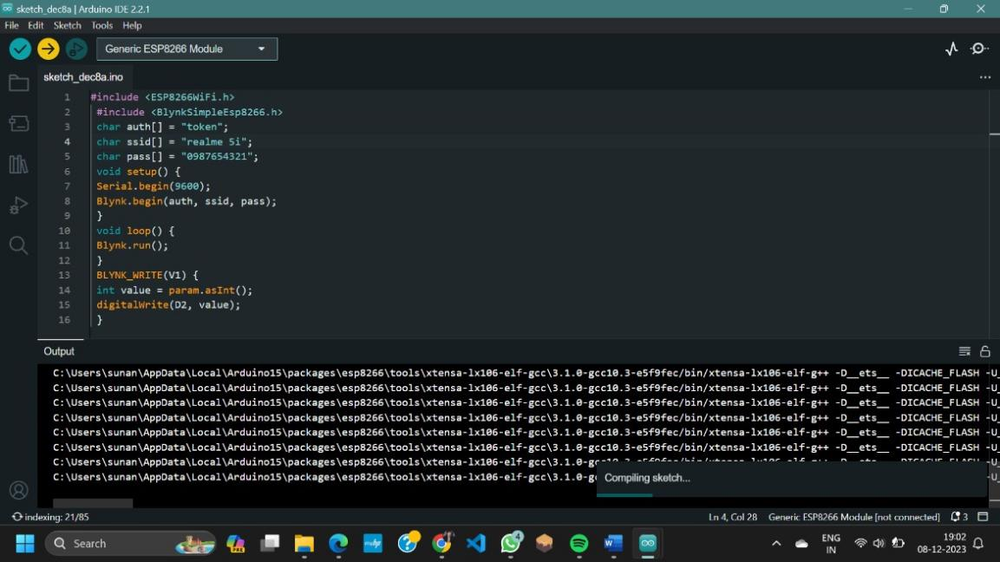 sketch_dec8a | Arduino IDE 2.2.1
File Edit Sketch Tools Help
Generic ESP8266 Module
sketch_dec8a.ino
1 #include <ESP8266WiFi.h>
2 #include <BlynkSimpleEsp8266.h>
3 char auth[] = "token";
4 char ssid[] = "realme 5i";
5 char pass[] = "0987654321";
6 void setup() {
7 Serial.begin(9600);
8 Blynk.begin(auth, ssid, pass);
9 }
10 void loop() {
11 Blynk.run();
12 }
13 BLYNK_WRITE(V1) {
14 int value = param.asInt();
15 digitalWrite(D2, value);
16 }
Output
C:\Users\sunan\AppData\Local\Arduino15\packages\esp8266\tools\xtensa-lx106-elf-gcc\3.1.0-gcc10.3-e5f9fec/bin/xtensa-lx106-elf-g++ -D__ets__ -DICACHE_FLASH -U_
C:\Users\sunan\AppData\Local\Arduino15\packages\esp8266\tools\xtensa-lx106-elf-gcc\3.1.0-gcc10.3-e5f9fec/bin/xtensa-lx106-elf-g++ -D__ets__ -DICACHE_FLASH -U_
C:\Users\sunan\AppData\Local\Arduino15\packages\esp8266\tools\xtensa-lx106-elf-gcc\3.1.0-gcc10.3-e5f9fec/bin/xtensa-lx106-elf-g++ -D__ets__ -DICACHE_FLASH -U_
C:\Users\sunan\AppData\Local\Arduino15\packages\esp8266\tools\xtensa-lx106-elf-gcc\3.1.0-gcc10.3-e5f9fec/bin/xtensa-lx106-elf-g++ -D__ets__ -DICACHE_FLASH -U_
C:\Users\sunan\AppData\Local\Arduino15\packages\esp8266\tools\xtensa-lx106-elf-gcc\3.1.0-gcc10.3-e5f9fec/bin/xtensa-lx106-elf-g++ -D__ets__ -DICACHE_FLASH -U_
C:\Users\sunan\AppData\Local\Arduino15\packages\esp8266\tools\xtensa-lx106-elf-gcc\3.1.0-gcc10.3-e5f9fec/bin/xtensa-lx106-elf-g++ -D__ets__ -DICACHE_FLASH -U_
C:\Users\sunan\AppData\Local\Arduino15\packages\esp8266\tools\xtensa-lx106-elf-gcc\3.1.0-gcc10.3-e5f9fec/bin/xtensa-lx106-elf-g++ -D__ets__ -DICACHE_FLASH -U_
C:\Users\sunan\AppData\Local\Arduino15\packages\esp8266\tools\xtensa-lx106-elf-gcc\3.1.0-g
Compiling sketch...
indexing: 21/85 Ln 4, Col 28 Generic ESP8266 Module [not connected] 3
Search
PRE
4
ENG
IN
19:02
08-12-2023